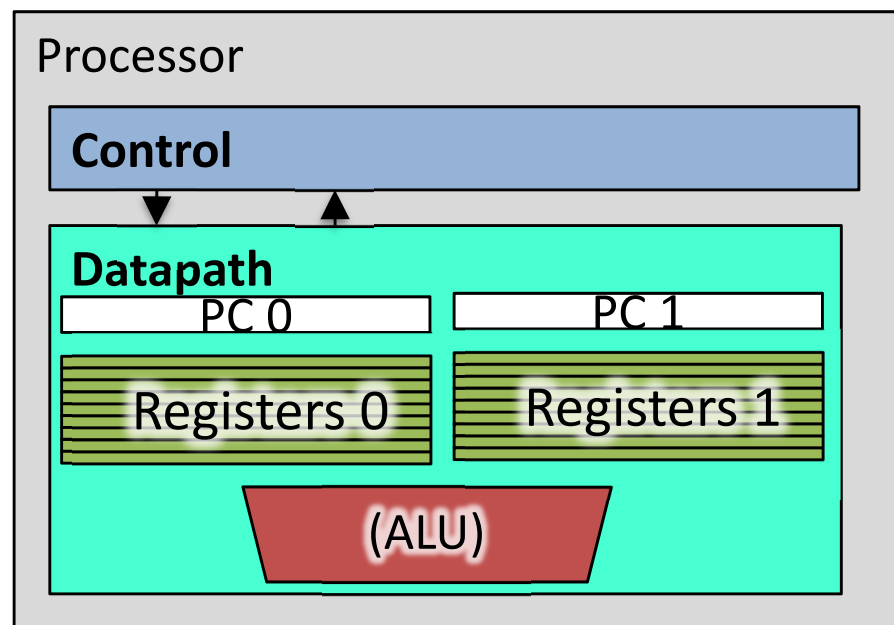 Processor
Control
Datapath
PC 0
PC 1
Registers 0
Registers 1
(ALU)